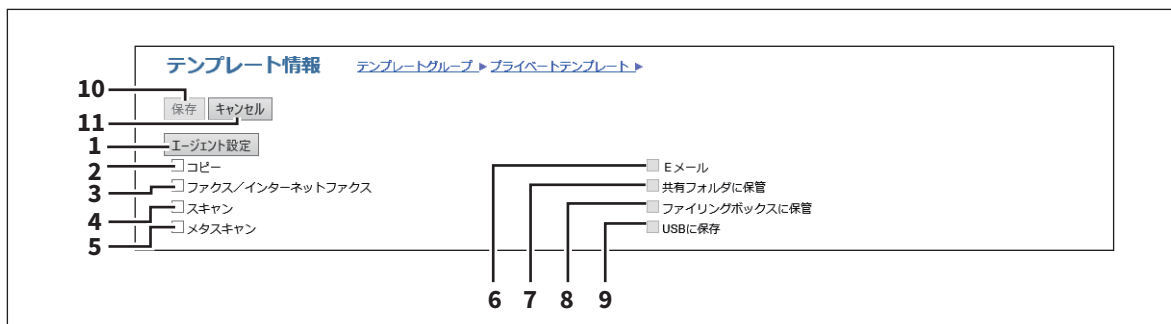 テンプレート情報 テンプレートグループ ▶ プライベートテンプレート ▶
10
保存 キャンセル
11
1 エージェント設定
2 コピー 6 Eメール
3 ファクス／インターネットファクス 7 共有フォルダに保管
4 スキャン 8 ファイリングボックスに保管
5 メタスキャン 9 USBに保存